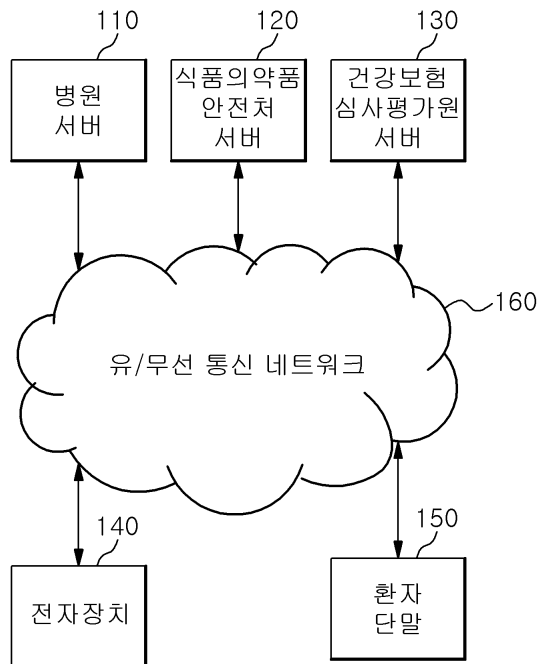 110
120
130
병원
서버
식품의약품
안전처
서버
건강보험
심사평가원
서버
160
유/무선 통신 네트워크
140
150
전자장치
환자
단말